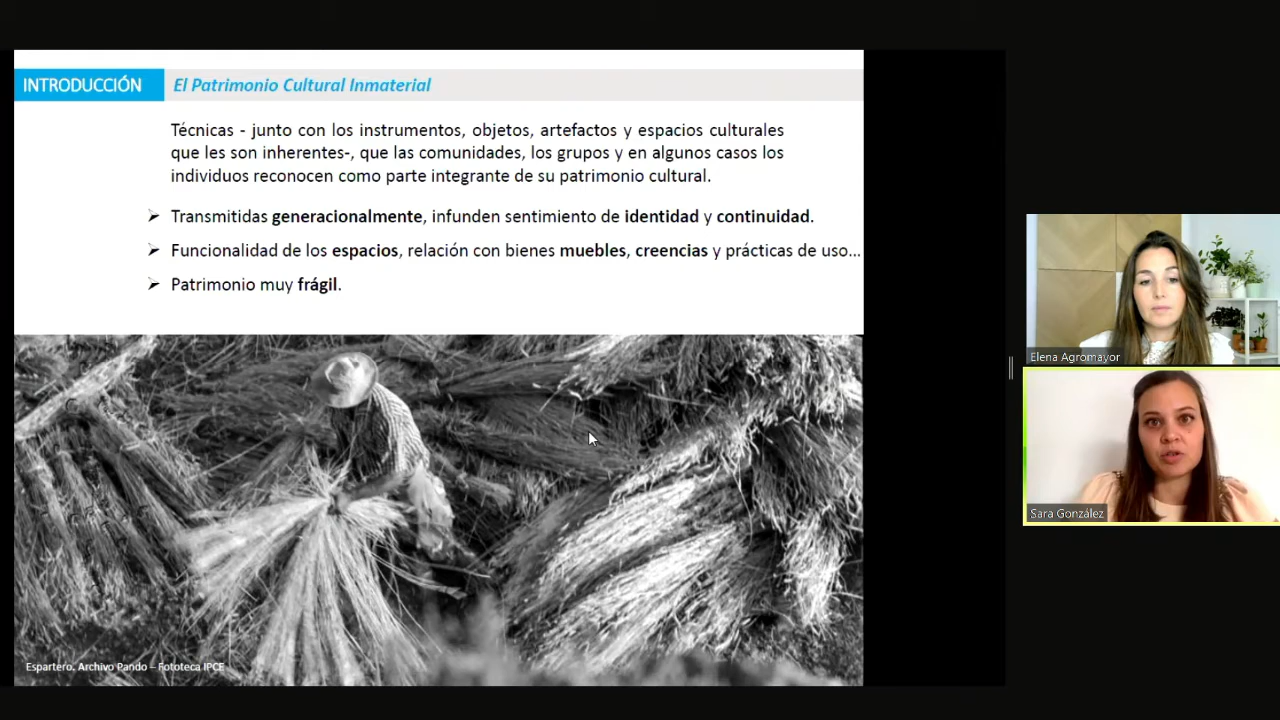 INTRODUCCIÓN
El Patrimonio Cultural Inmaterial
Técnicas - junto con los instrumentos, objetos, artefactos y espacios culturales
que les son inherentes-, que las comunidades, los grupos y en algunos casos los
individuos reconocen como parte integrante de su patrimonio cultural.
➢ Transmitidas generacionalmente, infunden sentimiento de identidad y continuidad.
➢ Funcionalidad de los espacios, relación con bienes muebles, creencias y prácticas de uso...
➢ Patrimonio muy frágil.
Espartero. Archivo Pando – Fototeca IPCE
Elena Agromayor
Sara González